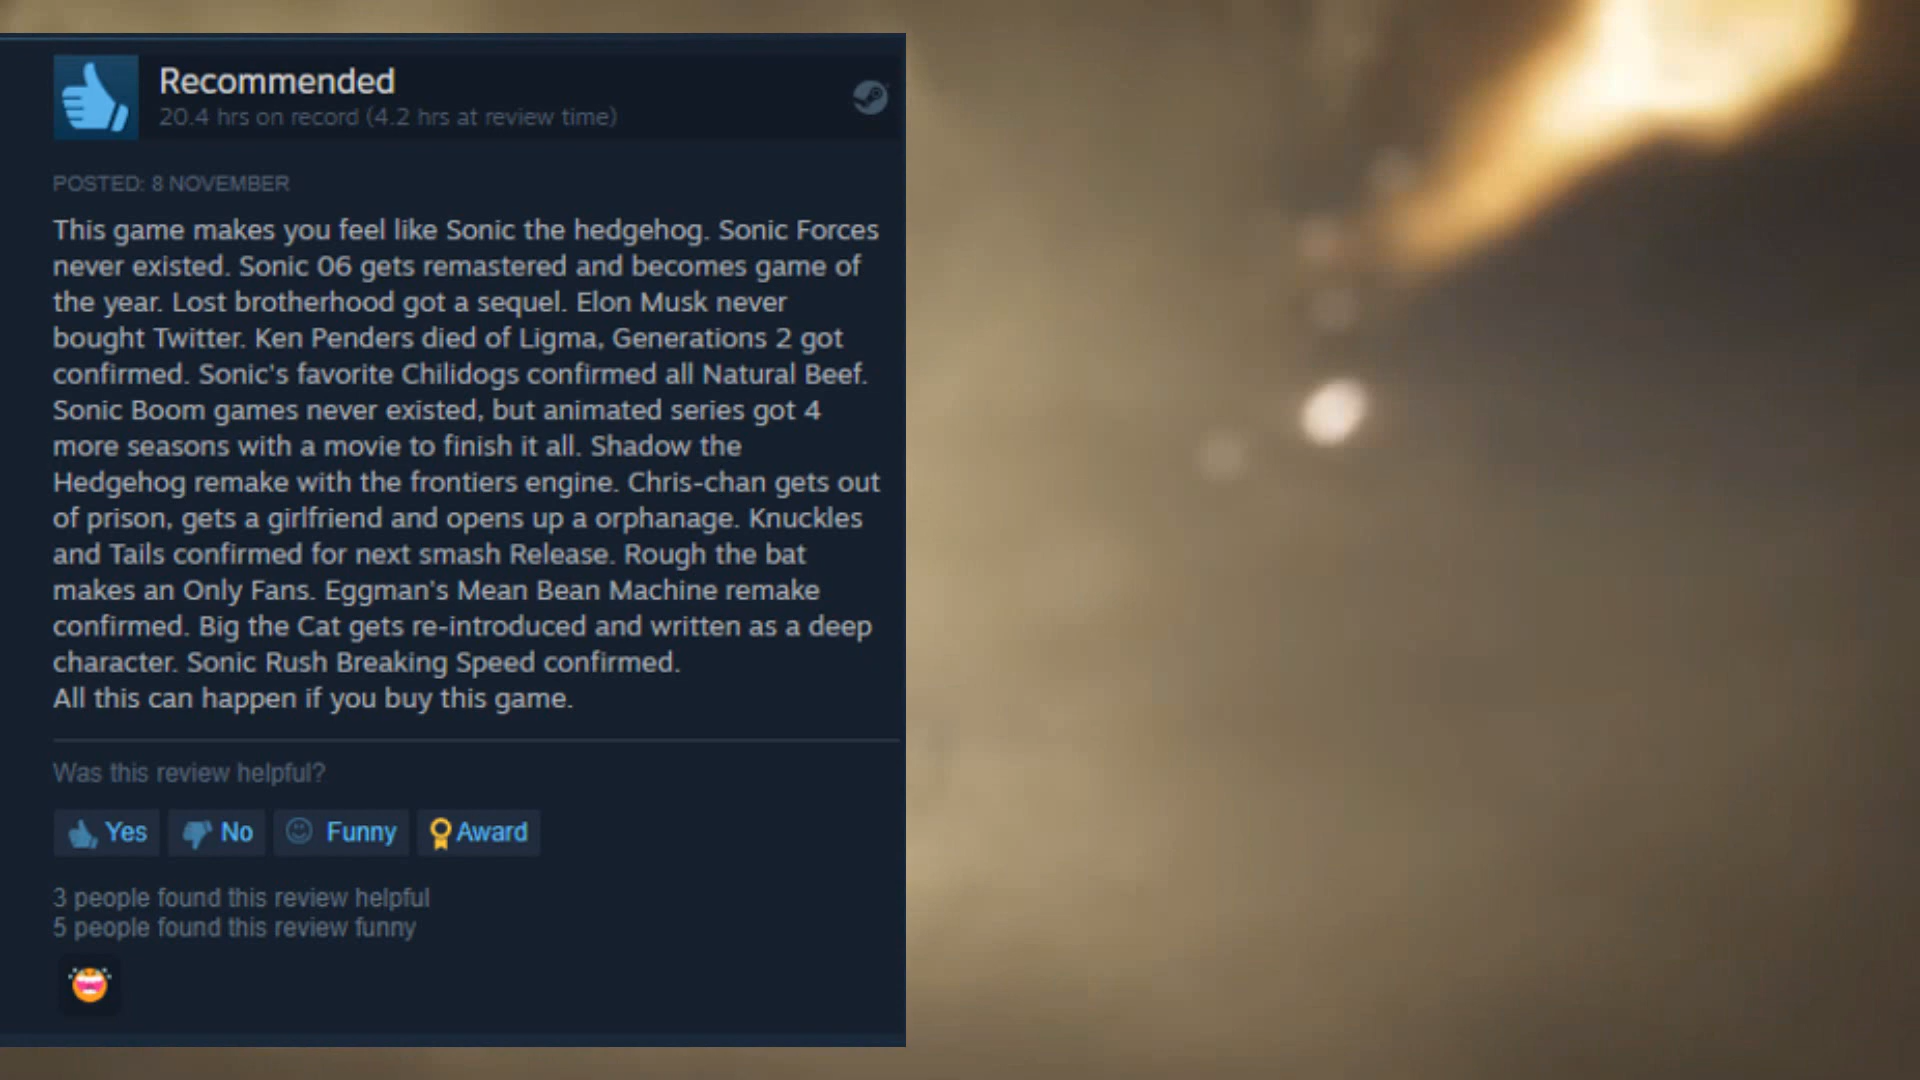 Recommended
20.4 hrs on record (4.2 hrs at review time)
POSTED: 8 NOVEMBER
This game makes you feel like Sonic the hedgehog. Sonic Forces
never existed. Sonic 06 gets remastered and becomes game of
the year. Lost brotherhood got a sequel. Elon Musk never
bought Twitter. Ken Penders died of Ligma, Generations 2 got
confirmed. Sonic's favorite Chilidogs confirmed all Natural Beef.
Sonic Boom games never existed, but animated series got 4
more seasons with a movie to finish it all. Shadow the
Hedgehog remake with the frontiers engine. Chris-chan gets out
of prison, gets a girlfriend and opens up a orphanage. Knuckles
and Tails confirmed for next smash Release. Rough the bat
makes an Only Fans. Eggman's Mean Bean Machine remake
confirmed. Big the Cat gets re-introduced and written as a deep
character. Sonic Rush Breaking Speed confirmed.
All this can happen if you buy this game.
Was this review helpful?
Yes No Funny Award
3 people found this review helpful
5 people found this review funny